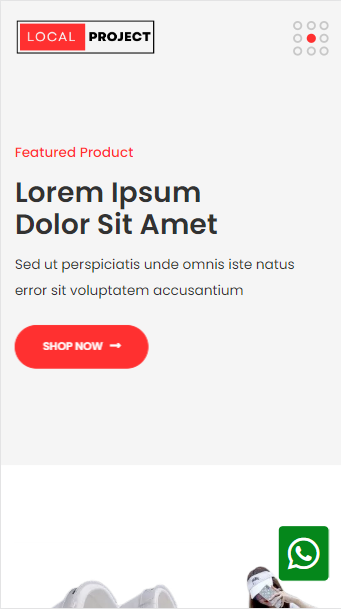 LOCAL PROJECT
Featured Product
Lorem Ipsum
Dolor Sit Amet
Sed ut perspiciatis unde omnis iste natus
error sit voluptatem accusantium
SHOP NOW